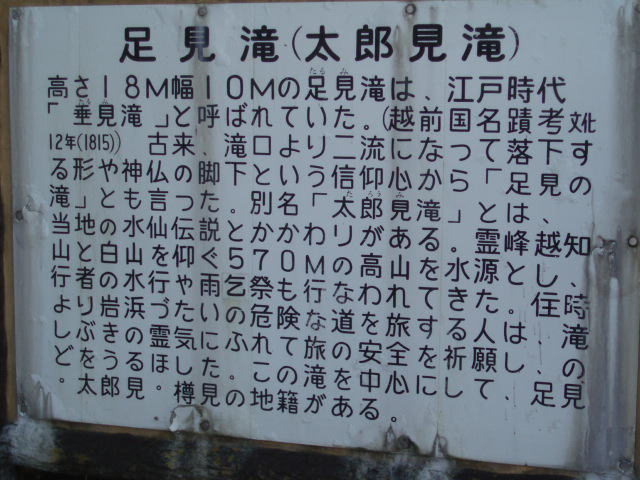 足見滝(太郎見滝)
高さ18M幅10Mの足見滝は、江戸時代
「垂見滝」と呼ばれていた。(越前国名蹟考 文化
12年(1815)) 古来、滝口より二流になって落下す
る形や神仏の脚下という信仰心から「足見の
滝」とも言った。別名「太郎見滝」とは、
当地の水仙伝説とかかわりがある。霊峰越知
山と白山を仰ぐ570Mの高山を水源とし、
行者の水行や雨乞祭も行なわれてきた。時
より岩浜づたいの危険な道を旅する人は、滝の
しぶきの霊気にふれて旅の安全を祈願し、の
どをうるほした。この滝を中心にして、足見
太郎見樽見の地籍がある。